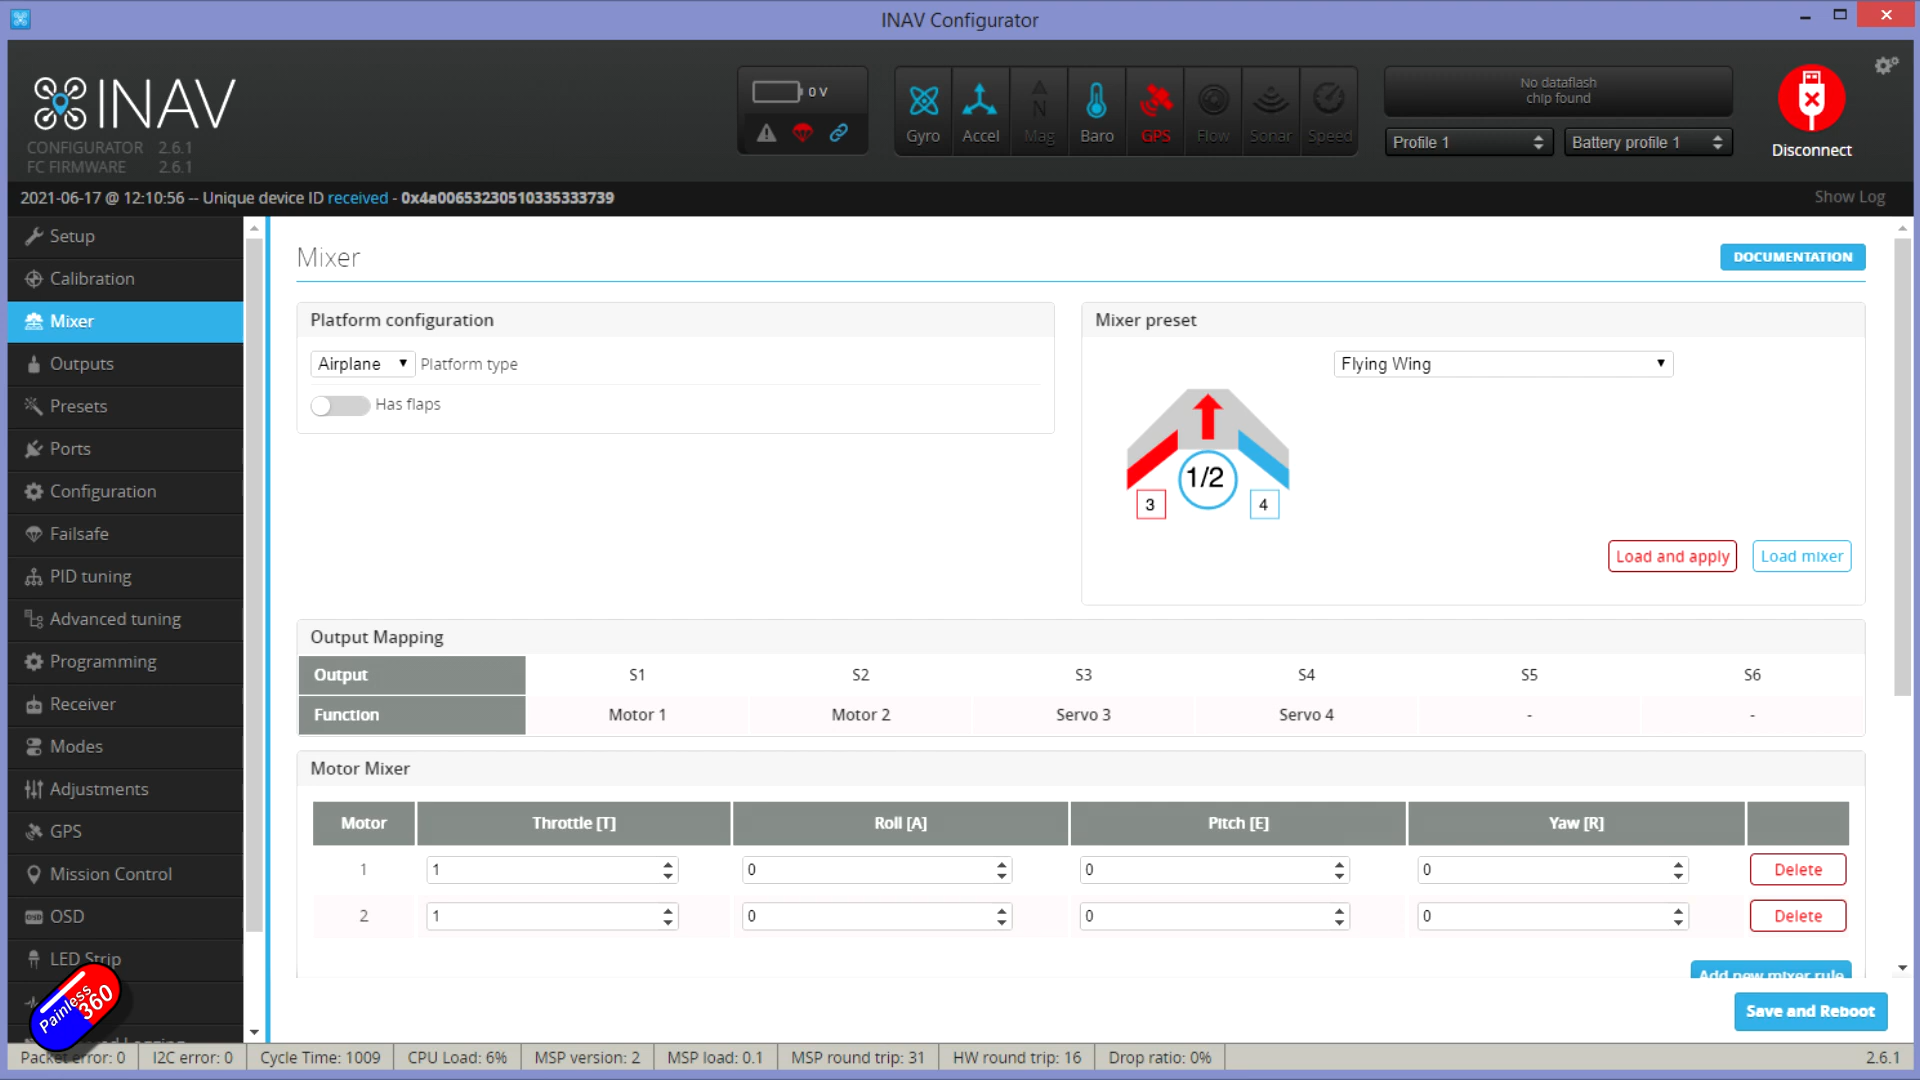 INAV Configurator
INAV
CONFIGURATOR 2.6.1
FC FIRMWARE 2.6.1
0 V
Gyro Accel Mag Baro GPS Flow Sonar Speed
N
No dataflash
chip found
Profile 1
Battery profile 1
Disconnect
2021-06-17 @ 12:10:56 -- Unique device ID received - 0x4a00653230510335333739
Show Log
Setup
Calibration
Mixer
Outputs
Presets
Ports
Configuration
Failsafe
PID tuning
Advanced tuning
Programming
Receiver
Modes
Adjustments
GPS
Mission Control
OSD
LED Strip
Painless
360
Mixer
DOCUMENTATION
Platform configuration
Airplane Platform type
Has flaps
Mixer preset
Flying Wing
1/2
3 4
Load and apply
Load mixer
Output Mapping
Output S1 S2 S3 S4 S5 S6
Function Motor 1 Motor 2 Servo 3 Servo 4 - -
Motor Mixer
Motor Throttle [T] Roll [A] Pitch [E] Yaw [R]
1 1 0 0 0 Delete
2 1 0 0 0 Delete
Add new mixer rule
Save and Reboot
Packet error: 0 I2C error: 0 Cycle Time: 1009 CPU Load: 6% MSP version: 2 MSP load: 0.1 MSP round trip: 31 HW round trip: 16 Drop ratio: 0% 2.6.1